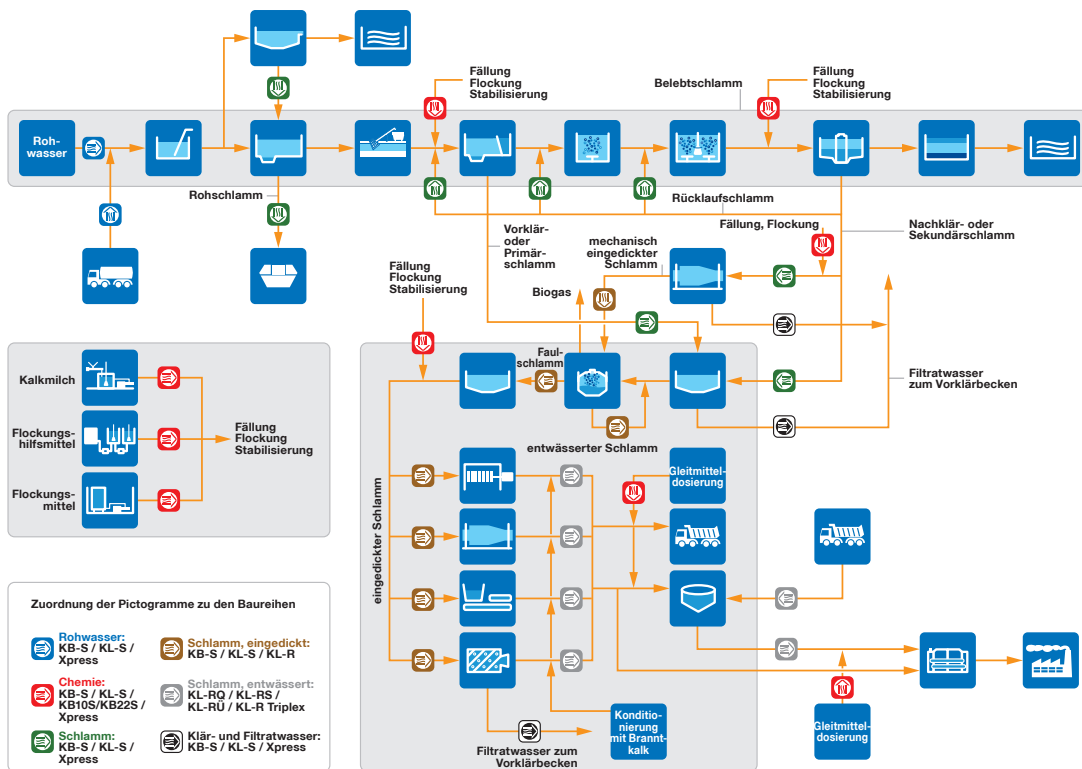 Fällung
Flockung
Stabilisierung
Belebtschlamm
Fällung
Flockung
Stabilisierung
Roh-
wasser
Rohschlamm
Rücklaufschlamm
Vorklär-
oder
Primär-
schlamm
mechanisch
eingedickter
Schlamm
Fällung, Flockung
Nachklär- oder
Sekundärschlamm
Fällung
Flockung
Stabilisierung
Biogas
Faul-
schlamm
Filtratwasser
zum Vorklärbecken
Kalkmilch
Flockungs-
hilfsmittel
Flockungs-
mittel
Fällung
Flockung
Stabilisierung
entwässerter Schlamm
eingedickter Schlamm
Gleitmittel-
dosierung
Konditio-
nierung
mit Brannt-
kalk
Filtratwasser zum
Vorklärbecken
Gleitmittel-
dosierung
Zuordnung der Pictogramme zu den Baureihen
Rohwasser:
KB-S / KL-S /
Xpress
Chemie:
KB-S / KL-S /
KB10S/KB22S /
Xpress
Schlamm:
KB-S / KL-S /
Xpress
Schlamm, eingedickt:
KB-S / KL-S / KL-R
Schlamm, entwässert:
KL-RQ / KL-RS /
KL-RÜ / KL-R Triplex
Klär- und Filtratwasser:
KB-S / KL-S / Xpress